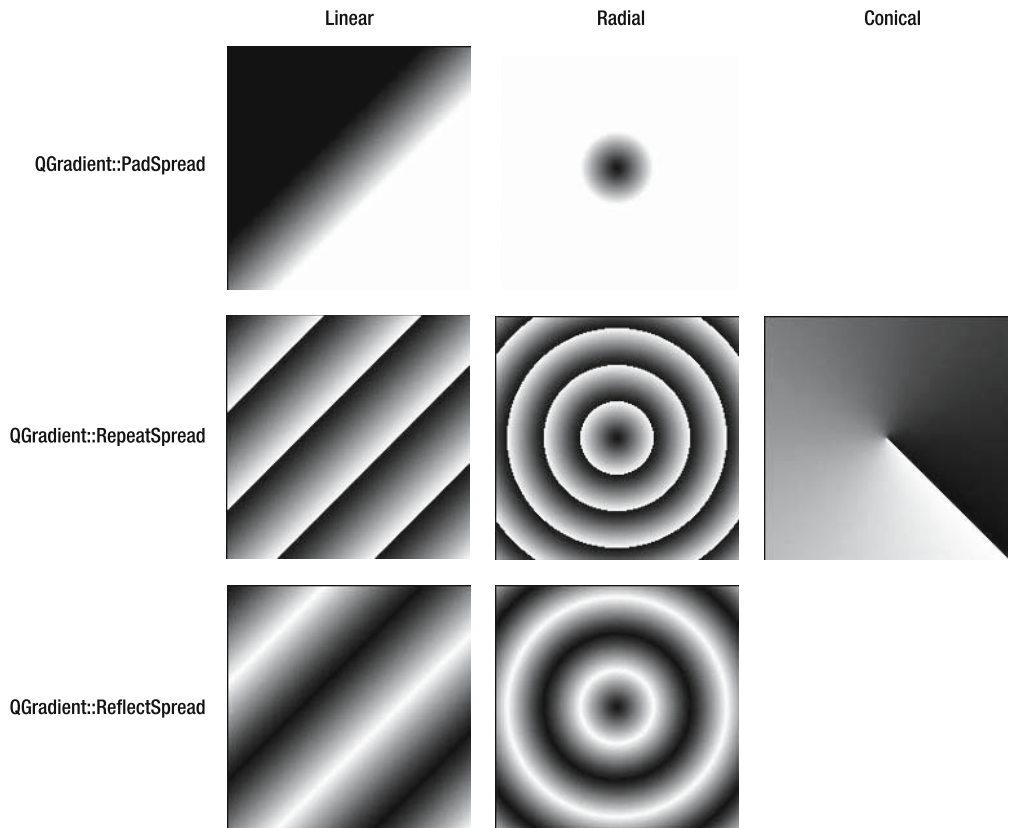 Linear
Radial
Conical
QGradient::PadSpread
QGradient::RepeatSpread
QGradient::ReflectSpread